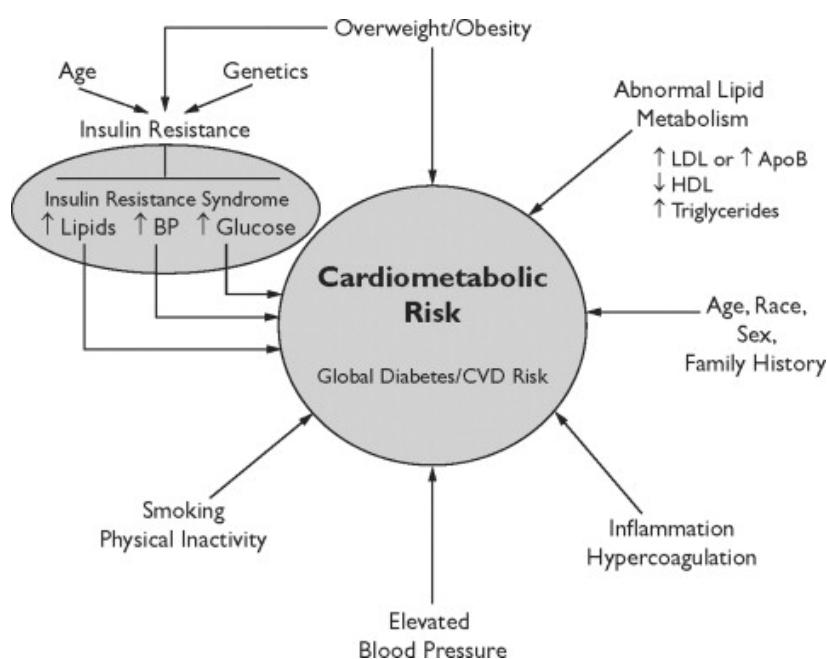 Overweight/Obesity
Age
Genetics
Insulin Resistance
Insulin Resistance Syndrome
↑ Lipids ↑ BP ↑ Glucose
Abnormal Lipid
Metabolism
↑ LDL or ↑ ApoB
↓ HDL
↑ Triglycerides
Cardiometabolic
Risk
Global Diabetes/CVD Risk
Age, Race,
Sex,
Family History
Smoking
Physical Inactivity
Inflammation
Hypercoagulation
Elevated
Blood Pressure